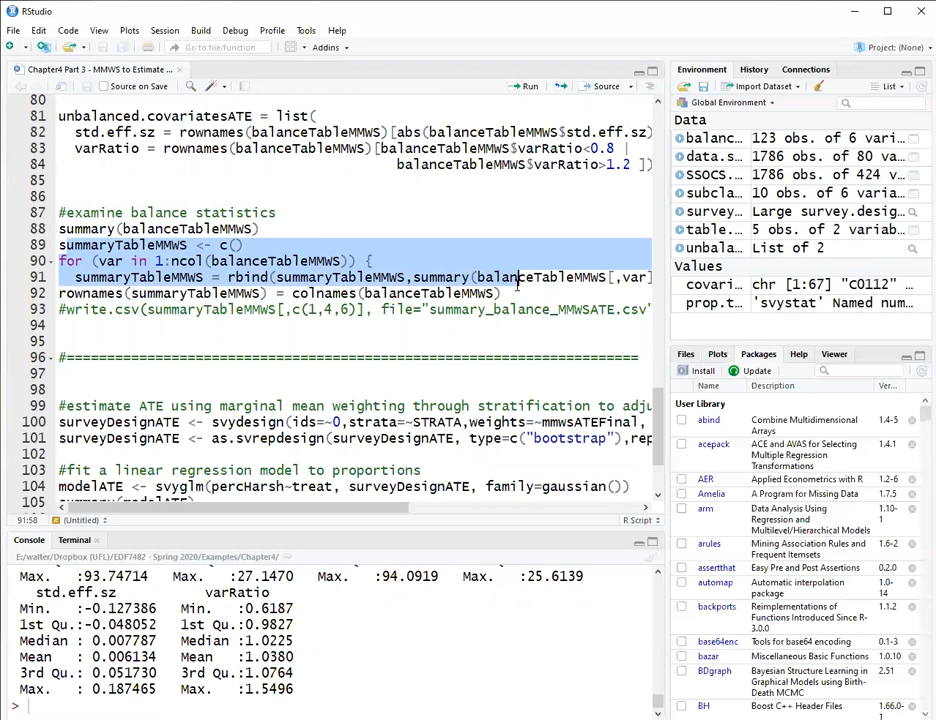 RStudio
File Edit Code View Plots Session Build Debug Profile Tools Help
Go to file/function
Addins
Project: (None)
Chapter4 Part 3 - MMWS to Estimate ...
Source on Save
Run
Source
80
81 unbalanced.covariatesATE = list(
82 std.eff.sz = rownames(balanceTableMMWS)[abs(balanceTableMMWS$std.eff.sz)
83 varRatio = rownames(balanceTableMMWS)[balanceTableMMWS$varRatio<0.8 |
84 balanceTableMMWS$varRatio>1.2 ])
85
86
87 #examine balance statistics
88 summary(balanceTableMMWS)
89 summaryTableMMWS <- c()
90 for (var in 1:ncol(balanceTableMMWS)) {
91 summaryTableMMWS = rbind(summaryTableMMWS,summary(balanceTableMMWS[,var]
92 rownames(summaryTableMMWS) = colnames(balanceTableMMWS)
93 #write.csv(summaryTableMMWS[,c(1,4,6)], file="summary_balance_MMWSATE.csv"
94
95
96 #====================================================================
97
98
99 #estimate ATE using marginal mean weighting through stratification to adju
100 surveyDesignATE <- svydesign(ids=~0,strata=~STRATA,weights=~mmwsATEFinal,
101 surveyDesignATE <- as.svrepdesign(surveyDesignATE, type=c("bootstrap"),rep
102
103 #fit a linear regression model to proportions
104 modelATE <- svyglm(percHarsh~treat, surveyDesignATE, family=gaussian())
105
91:58
(Untitled)
R Script
Console Terminal
E:/walter/Dropbox (UFL)/EDF7482 - Spring 2020/Examples/Chapter4/
Max. :93.74714 Max. :27.1470 Max. :94.0919 Max. :25.6139
std.eff.sz varRatio
Min. :-0.127386 Min. :0.6187
1st Qu.:-0.048052 1st Qu.:0.9827
Median : 0.007787 Median :1.0225
Mean : 0.006134 Mean :1.0380
3rd Qu.: 0.051730 3rd Qu.:1.0764
Max. : 0.187465 Max. :1.5496
>
Environment History Connections
Import Dataset
List
Global Environment
Data
balanc... 123 obs. of 6 vari...
data.s... 1786 obs. of 80 va...
SSOCS.... 1786 obs. of 424 v...
subcla... 10 obs. of 6 varia...
survey... Large survey.desig...
table.... 5 obs. of 2 variab...
unbala... List of 2
Values
covari... chr [1:67] "C0112" ...
prop.t... 'svystat' Named num...
Files Plots Packages Help Viewer
Install Update
Name Description Ver...
User Library
abind Combine Multidimensional Arrays 1.4-5
acepack ACE and AVAS for Selecting Multiple Regression Transformations 1.4.1
AER Applied Econometrics with R 1.2-6
Amelia A Program for Missing Data 1.7.5
arm Data Analysis Using Regression and Multilevel/Hierarchical Models 1.10-1
arules Mining Association Rules and Frequent Itemsets 1.6-2
assertthat Easy Pre and Post Assertions 0.2.0
automap Automatic interpolation package 1.0-14
backports Reimplementations of Functions Introduced Since R-3.0.0 1.1.2
base64enc Tools for base64 encoding 0.1-3
bazar Miscellaneous Basic Functions 1.0.10
BDgraph Bayesian Structure Learning in Graphical Models using Birth-Death MCMC 2.51
BH Boost C++ Header Files 1.66.0-